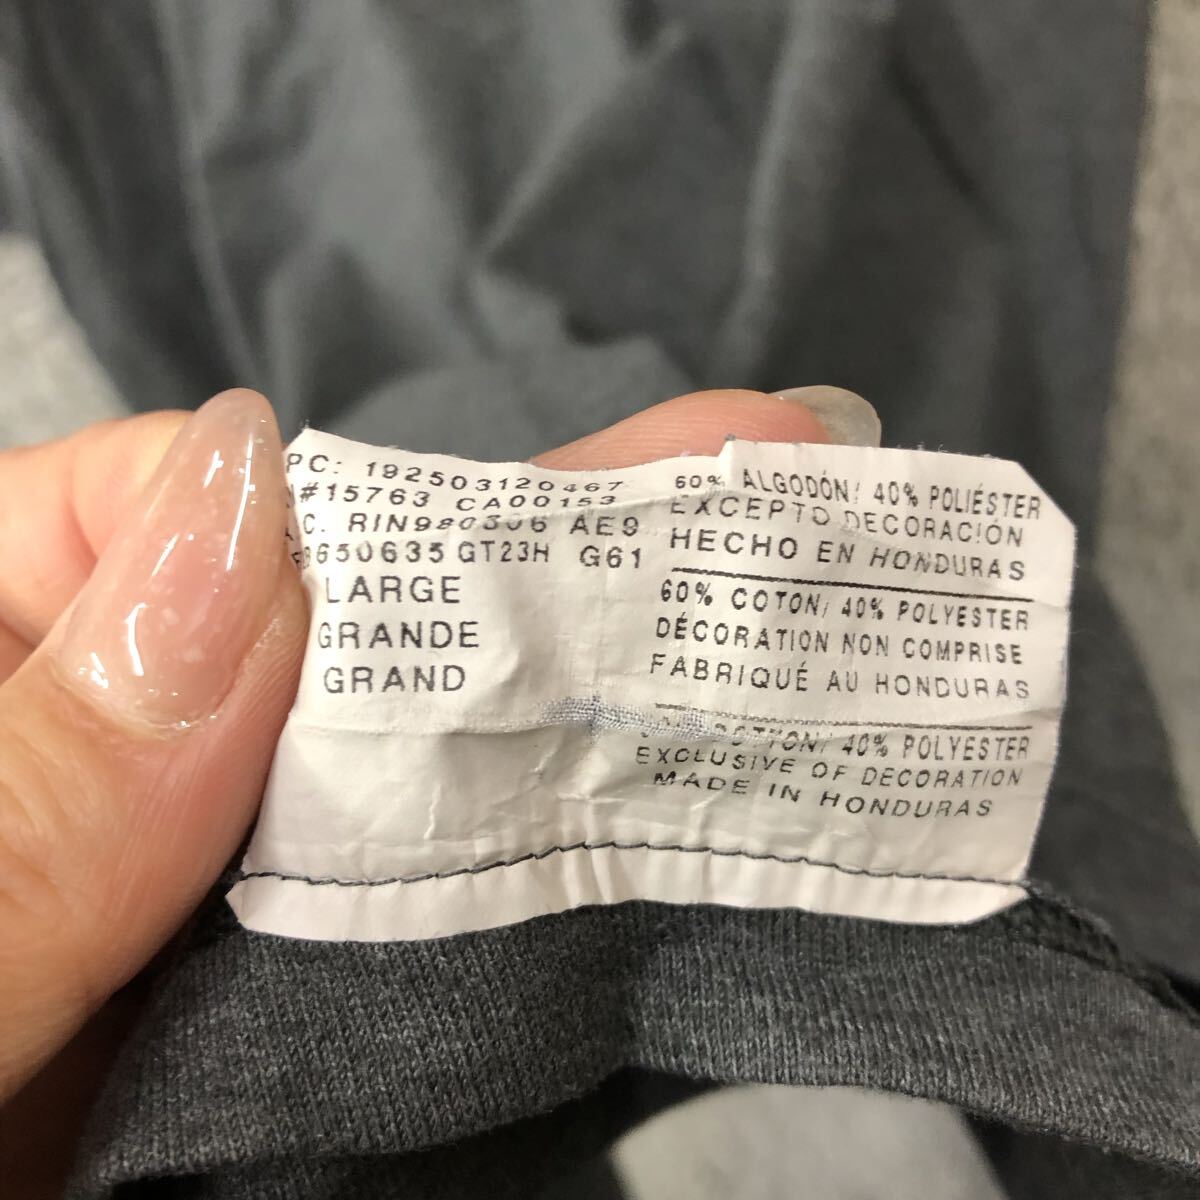 PC: 192503120467
#15763 CA00153
C. RIN980306 AE9
650635 GT23H G61
LARGE
GRANDE
GRAND
60% ALGODÓN/ 40% POLIÉSTER
EXCEPTO DECORACIÓN
HECHO EN HONDURAS
60% COTON/ 40% POLYESTER
DÉCORATION NON COMPRISE
FABRIQUÉ AU HONDURAS
COTTON/ 40% POLYESTER
EXCLUSIVE OF DECORATION
MADE IN HONDURAS